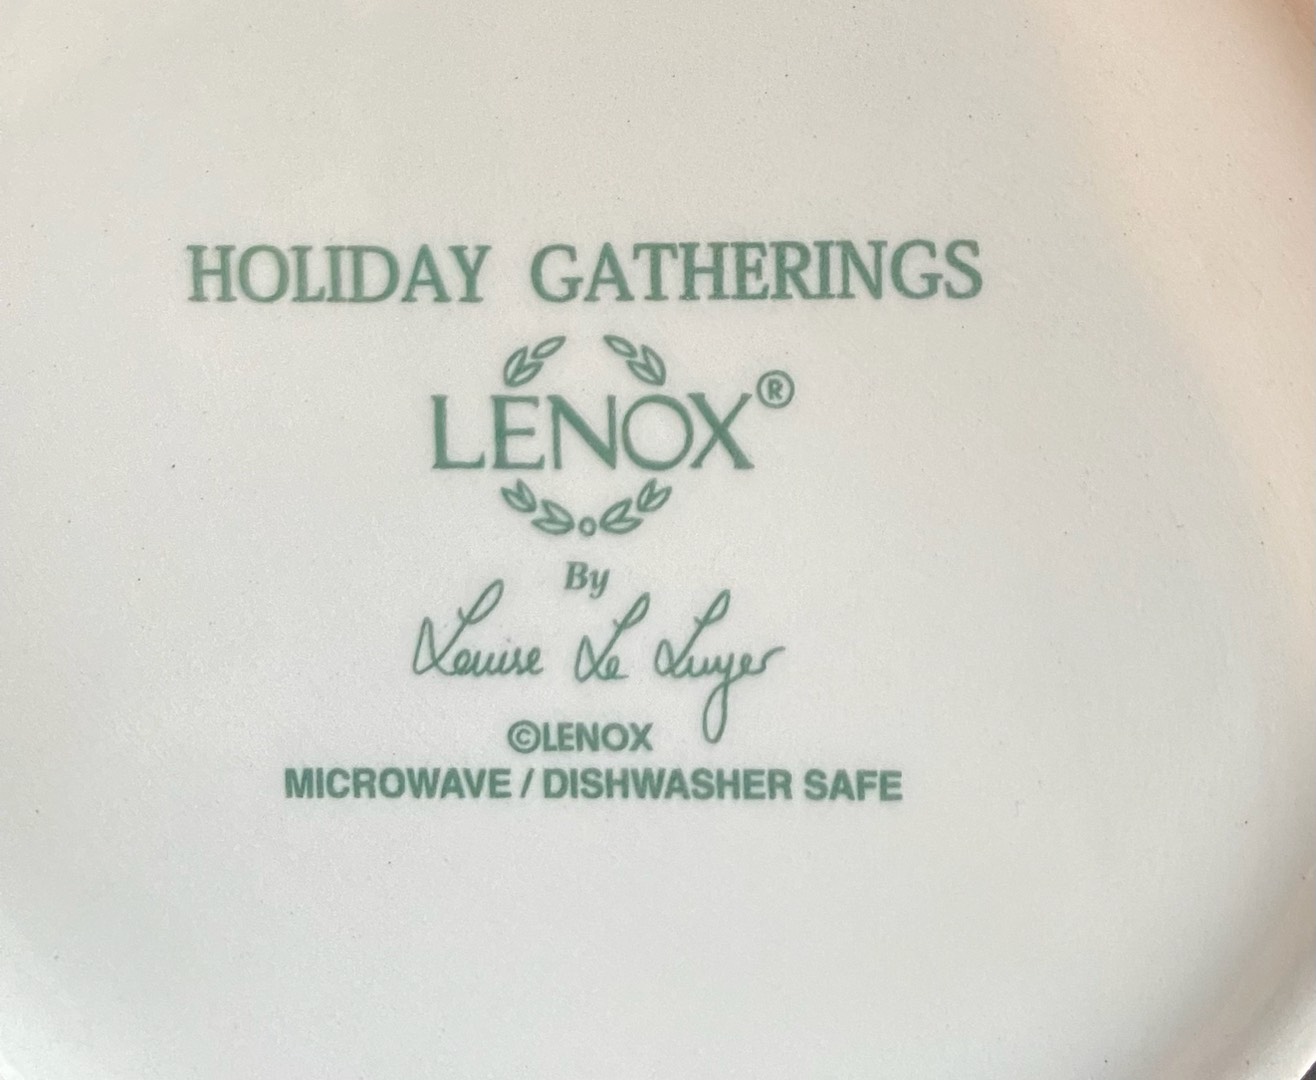 HOLIDAY GATHERINGS
LENOX®
By
Louise Le Luyer
©LENOX
MICROWAVE / DISHWASHER SAFE